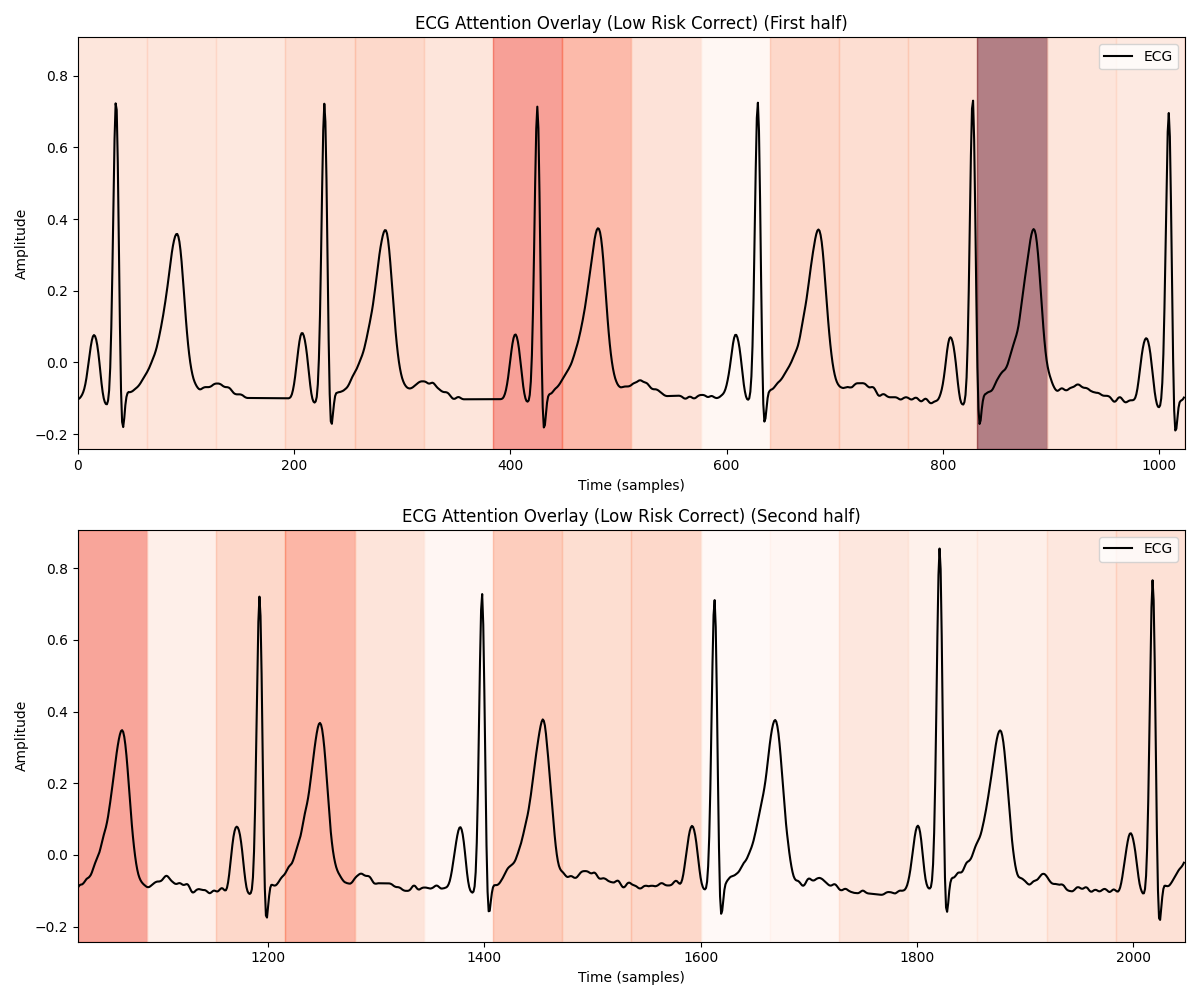 ECG Attention Overlay (Low Risk Correct) (First half)
ECG
Amplitude
0.8
0.6
0.4
0.2
0.0
−0.2
0 200 400 600 800 1000
Time (samples)
ECG Attention Overlay (Low Risk Correct) (Second half)
ECG
Amplitude
0.8
0.6
0.4
0.2
0.0
−0.2
1200 1400 1600 1800 2000
Time (samples)